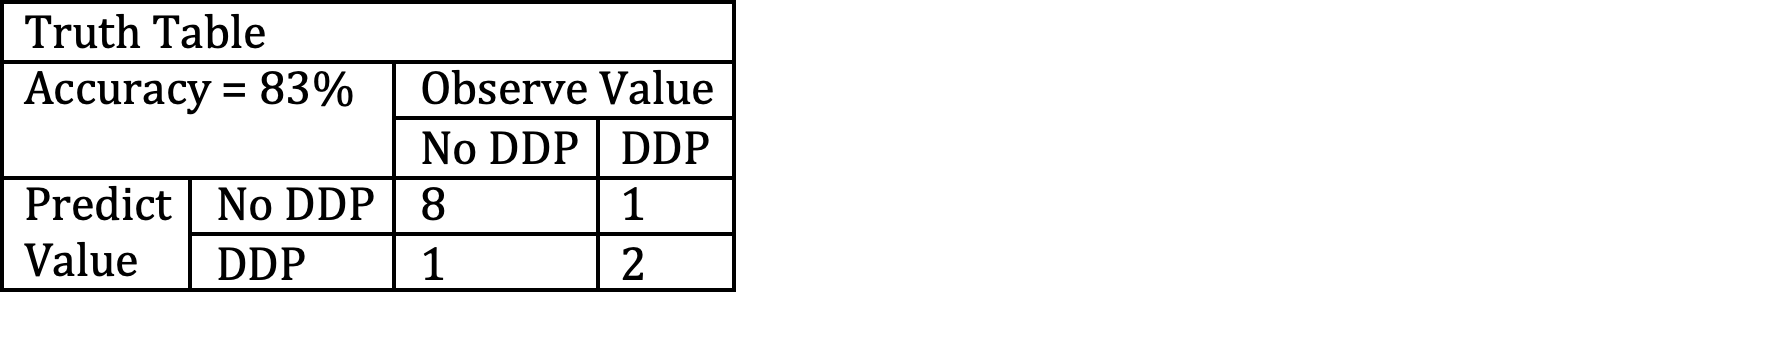 Truth Table
Accuracy = 83%
Observe Value
No DDP DDP
Predict Value
No DDP 8 1
DDP 1 2